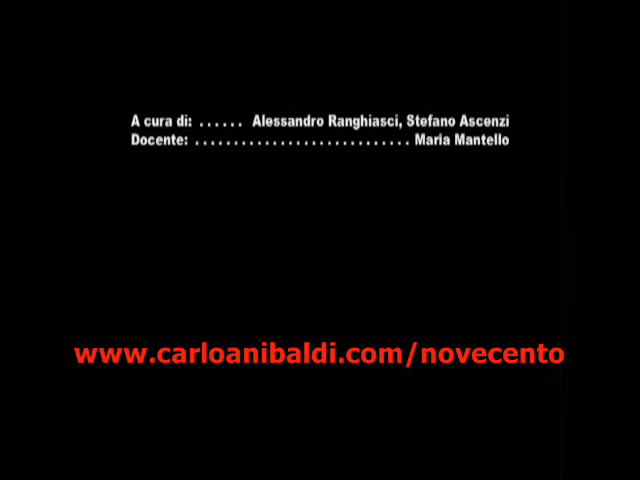 A cura di: ...... Alessandro Ranghiasci, Stefano Ascenzi
Docente: ............................ Maria Mantello
www.carloanibaldi.com/novecento